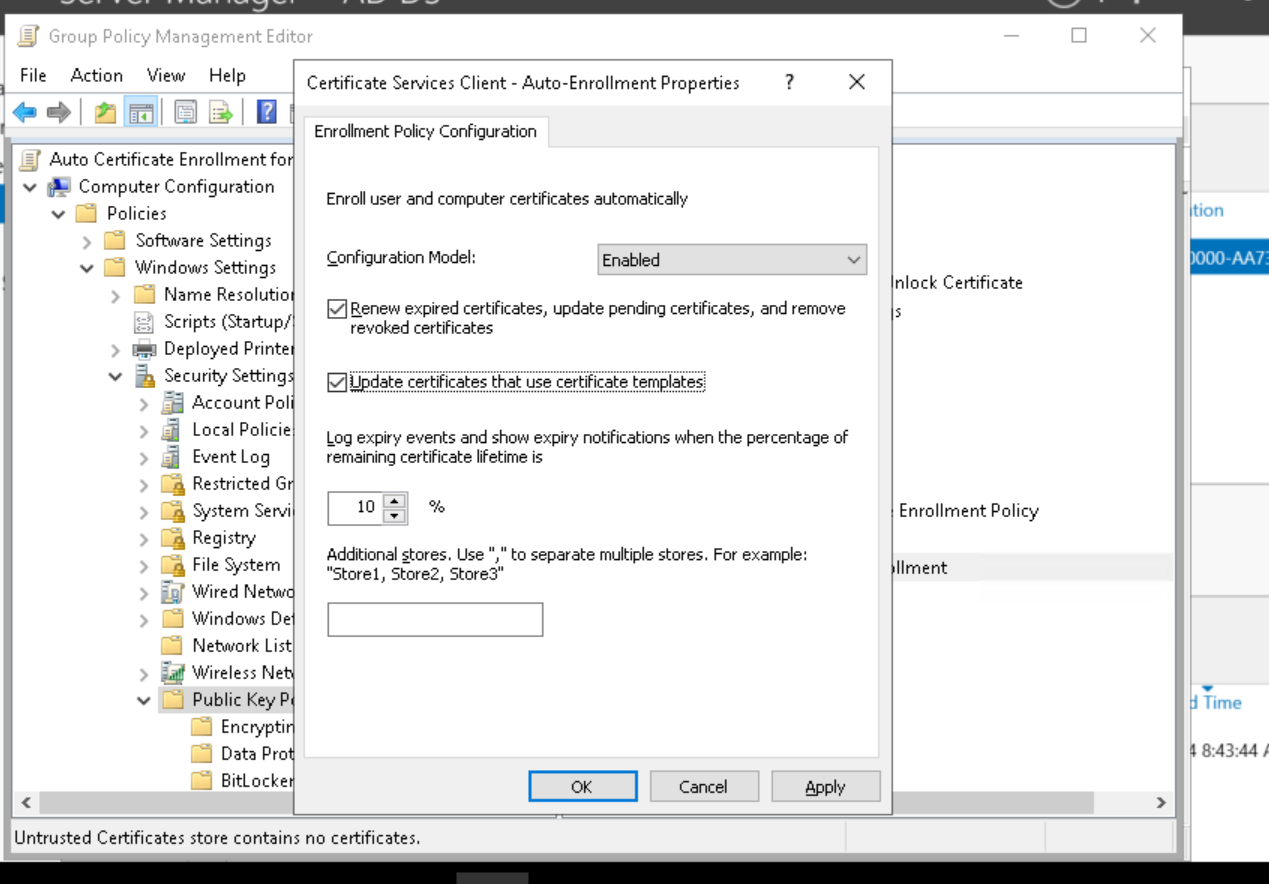 Server Manager
AD DS
Group Policy Management Editor
File Action View Help
Certificate Services Client - Auto-Enrollment Properties
?
Enrollment Policy Configuration
Auto Certificate Enrollment for
Computer Configuration
Policies
Software Settings
Windows Settings
Name Resolution
Scripts (Startup/
Deployed Printer
Security Settings
Account Poli
Local Policie
Event Log
Restricted Gr
System Servi
Registry
File System
Wired Netwo
Windows Def
Network List
Wireless Netw
Public Key Po
Encryptin
Data Prot
BitLocker
Enroll user and computer certificates automatically
Configuration Model:
Enabled
Renew expired certificates, update pending certificates, and remove
revoked certificates
Update certificates that use certificate templates
Log expiry events and show expiry notifications when the percentage of
remaining certificate lifetime is
10 %
Additional stores. Use "," to separate multiple stores. For example:
"Store1, Store2, Store3"
OK Cancel Apply
nlock Certificate
s
Enrollment Policy
llment
tion
0000-AA73
d Time
4 8:43:44 A
Untrusted Certificates store contains no certificates.